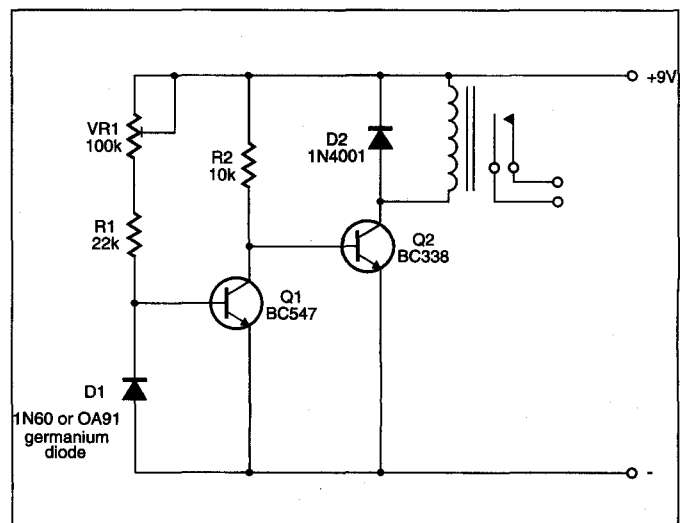 +9V
VR1
100k
R2
10k
D2
1N4001
R1
22k
Q2
BC338
Q1
BC547
D1
1N60 or OA91
germanium
diode
-